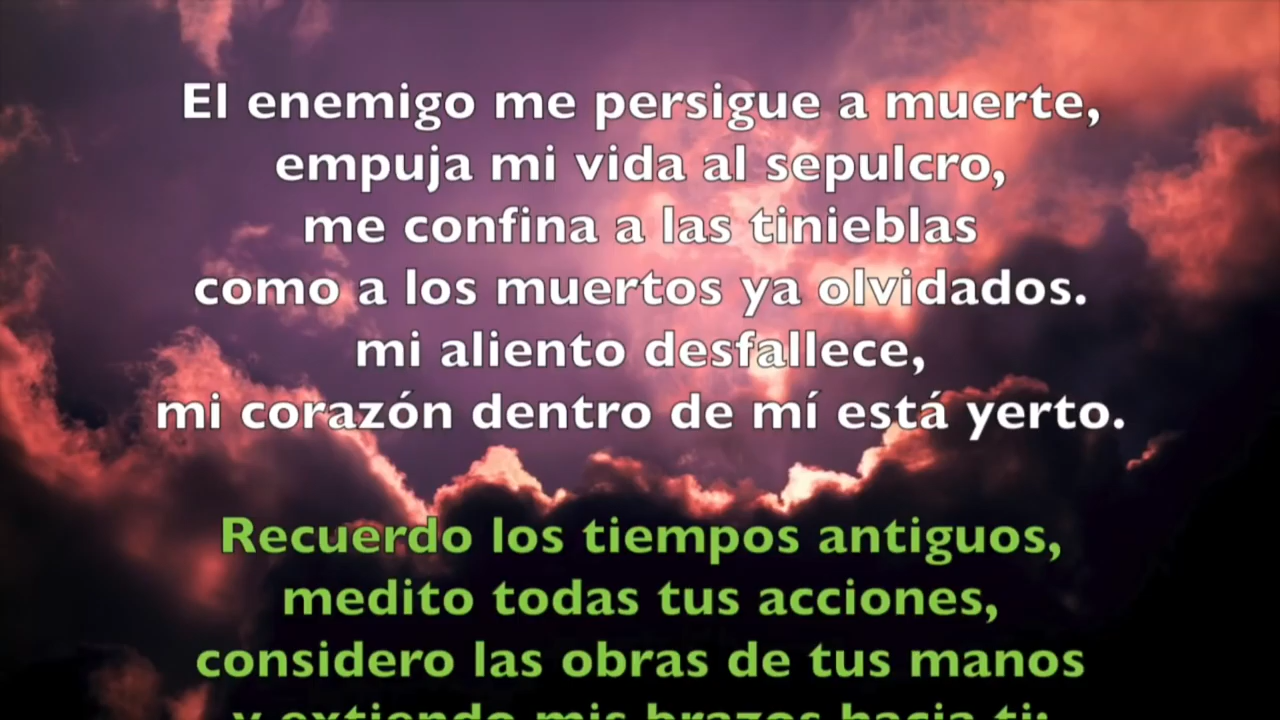 El enemigo me persigue a muerte,
empuja mi vida al sepulcro,
me confina a las tinieblas
como a los muertos ya olvidados.
mi aliento desfallece,
mi corazón dentro de mí está yerto.
Recuerdo los tiempos antiguos,
medito todas tus acciones,
considero las obras de tus manos
y extiendo mis brazos hacia ti: